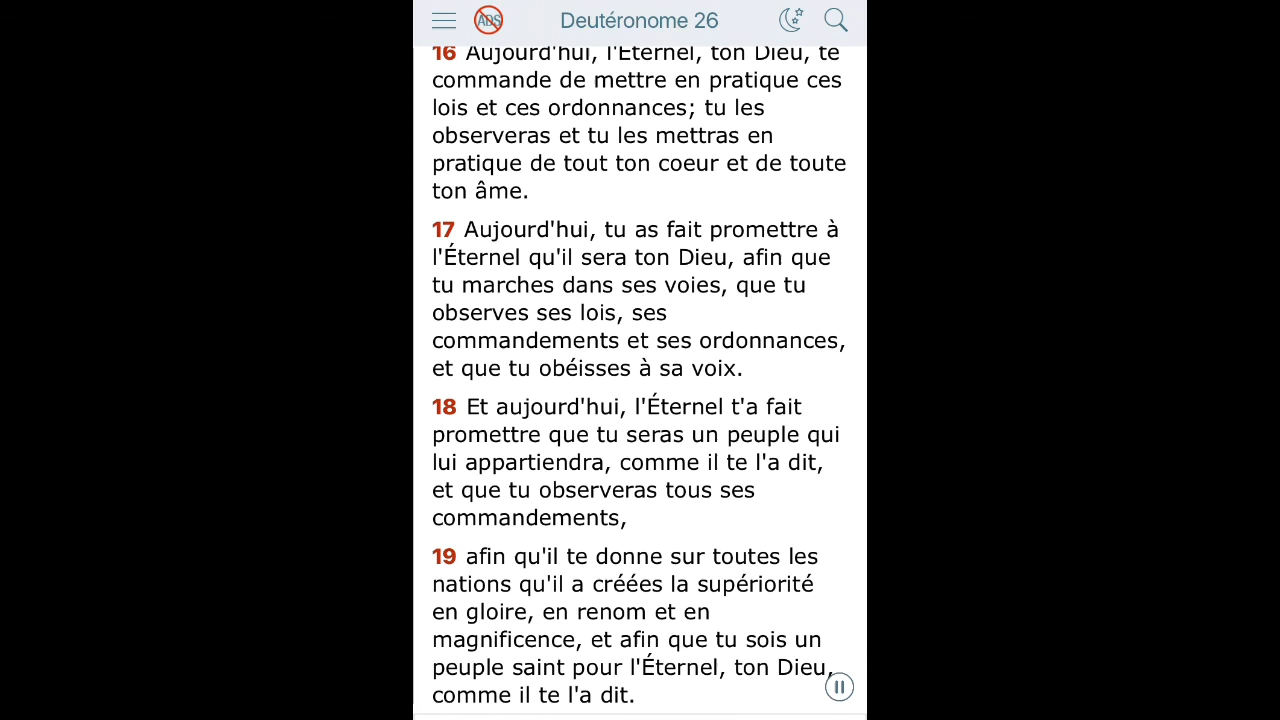 ADS
Deutéronome 26
16 Aujourd'hui, l'Éternel, ton Dieu, te
commande de mettre en pratique ces
lois et ces ordonnances; tu les
observeras et tu les mettras en
pratique de tout ton coeur et de toute
ton âme.
17 Aujourd'hui, tu as fait promettre à
l'Éternel qu'il sera ton Dieu, afin que
tu marches dans ses voies, que tu
observes ses lois, ses
commandements et ses ordonnances,
et que tu obéisses à sa voix.
18 Et aujourd'hui, l'Éternel t'a fait
promettre que tu seras un peuple qui
lui appartiendra, comme il te l'a dit,
et que tu observeras tous ses
commandements,
19 afin qu'il te donne sur toutes les
nations qu'il a créées la supériorité
en gloire, en renom et en
magnificence, et afin que tu sois un
peuple saint pour l'Éternel, ton Dieu,
comme il te l'a dit.